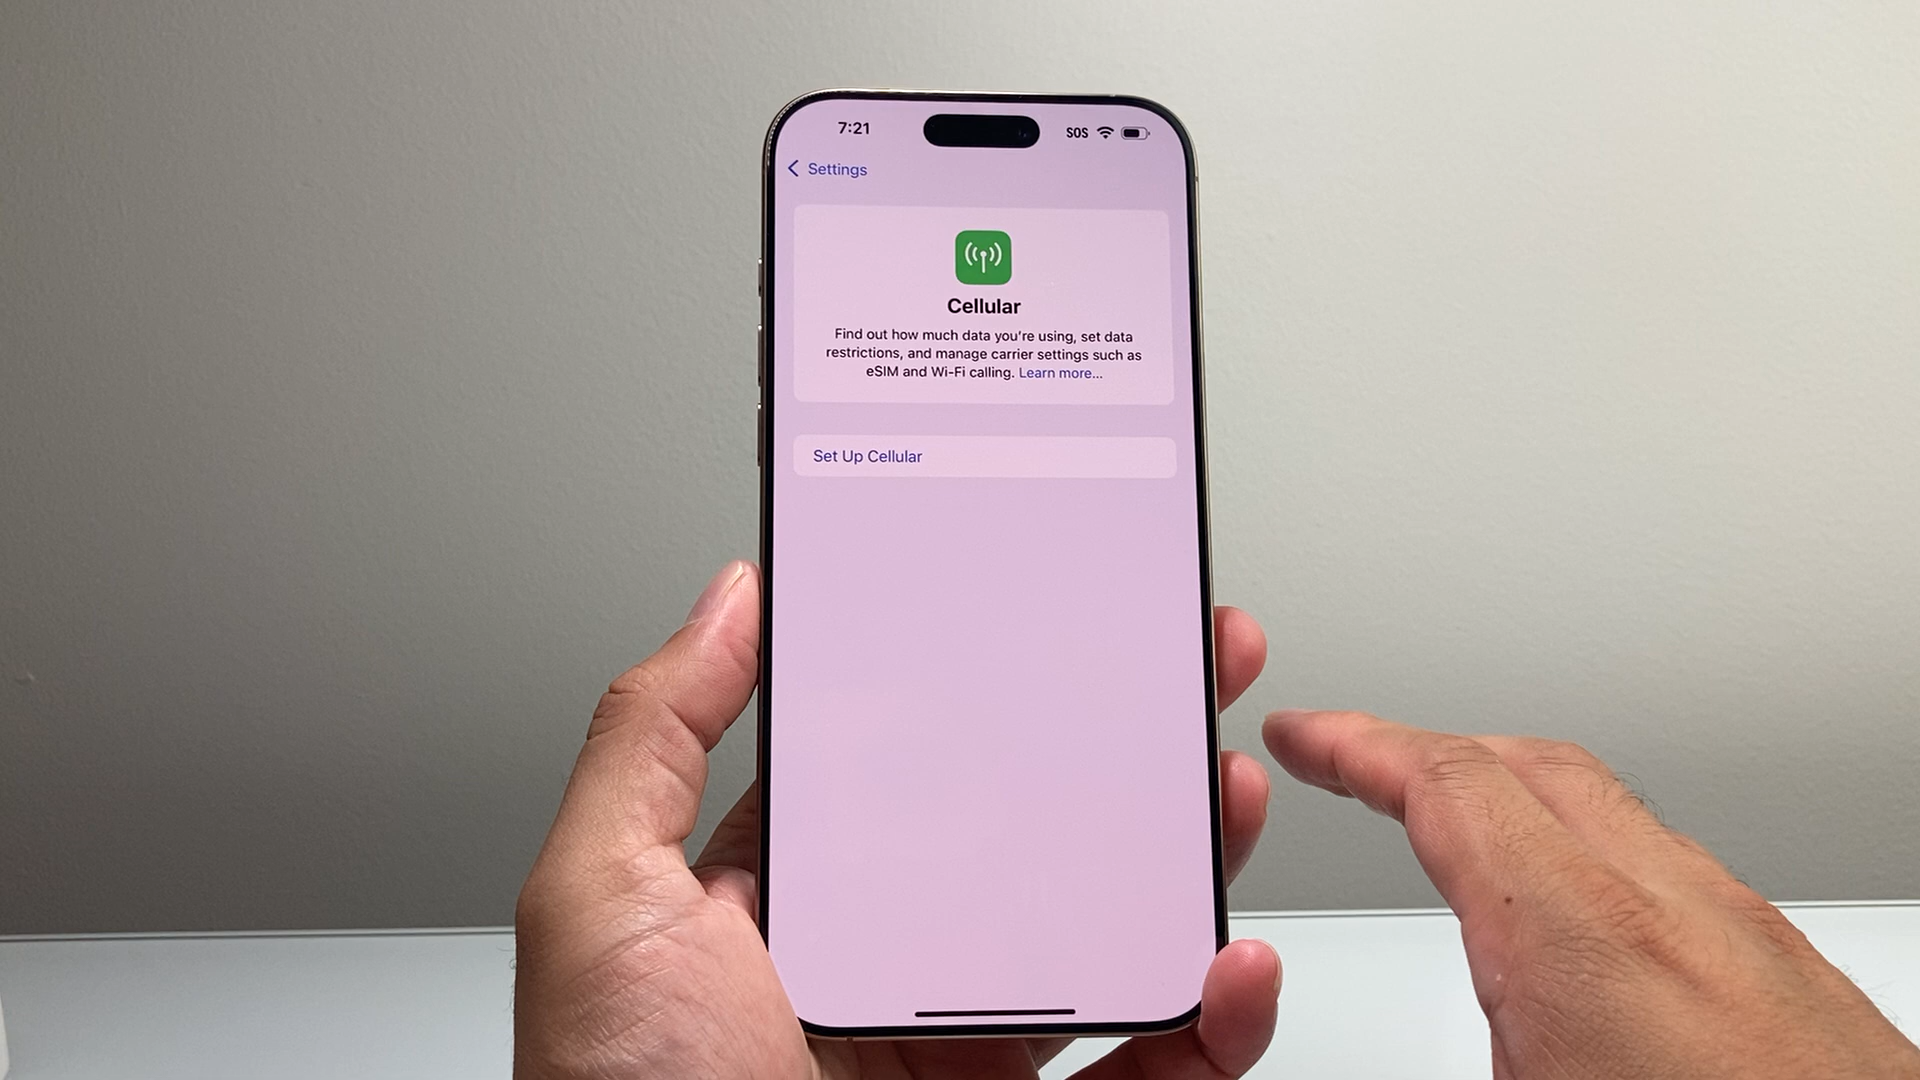 7:21
SOS
Settings
Cellular
Find out how much data you're using, set data
restrictions, and manage carrier settings such as
eSIM and Wi-Fi calling. Learn more...
Set Up Cellular